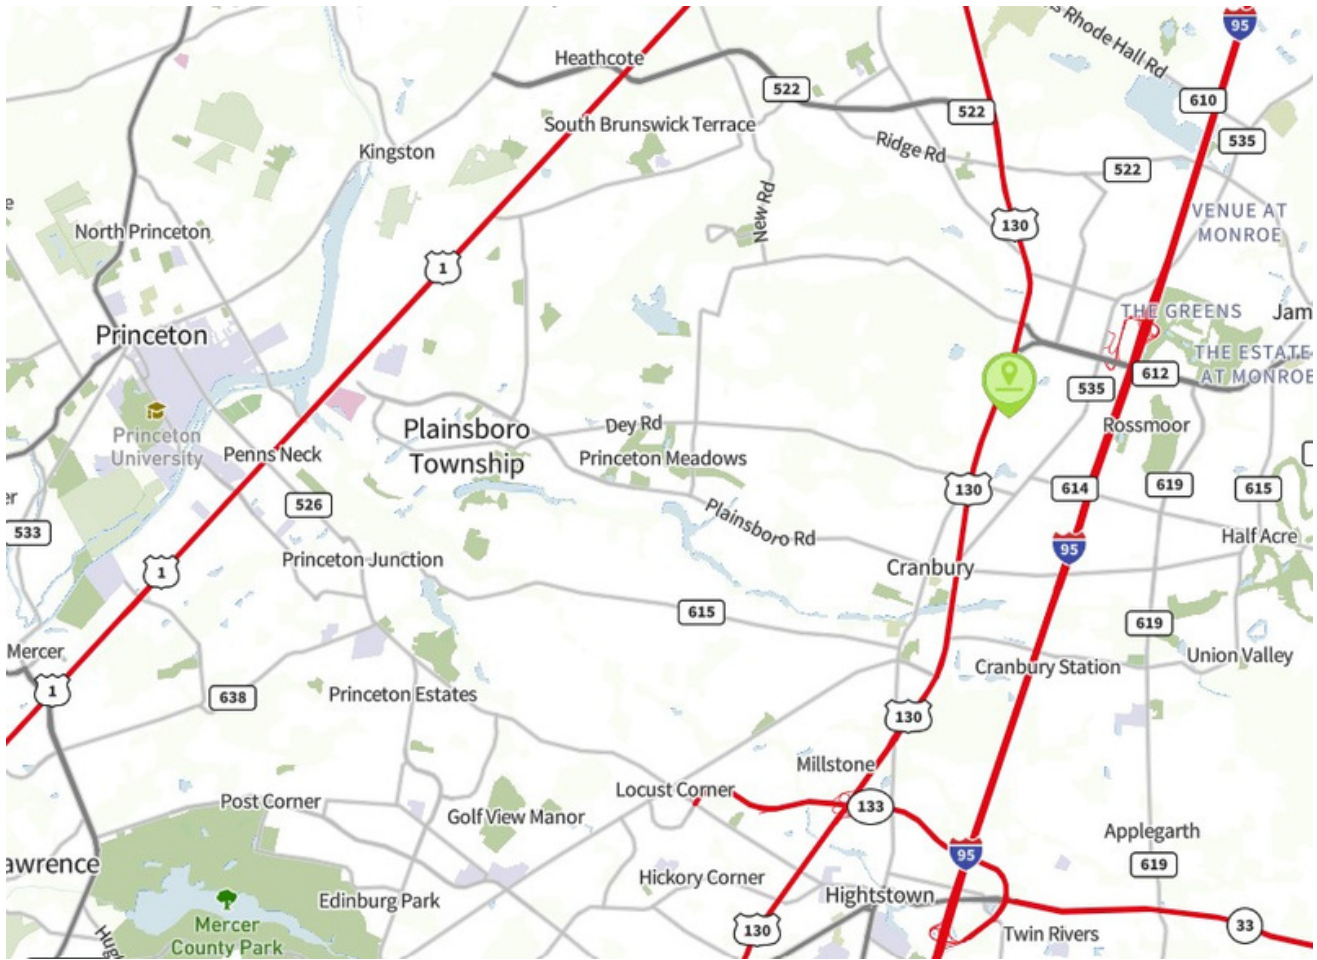 95
s Rhode Hall Rd
Heathcote
522
610
522
South Brunswick Terrace
535
Ridge Rd
Kingston
522
New Rd
VENUE AT
MONROE
130
North Princeton
1
THE GREENS
Jam
Princeton
THE ESTATE
AT MONROE
612
535
Plainsboro
Township
Dey Rd
Rossmoor
Princeton
University
Penns Neck
Princeton Meadows
130
614
619
615
526
Plainsboro Rd
533
Half Acre
95
Princeton Junction
1
Cranbury
615
619
Mercer
Union Valley
Cranbury Station
1
638
Princeton Estates
130
Millstone
Locust Corner
Post Corner
133
Golf View Manor
Applegarth
95
619
awrence
Hickory Corner
Hightstown
Edinburg Park
Mercer
County Park
130
33
Twin Rivers